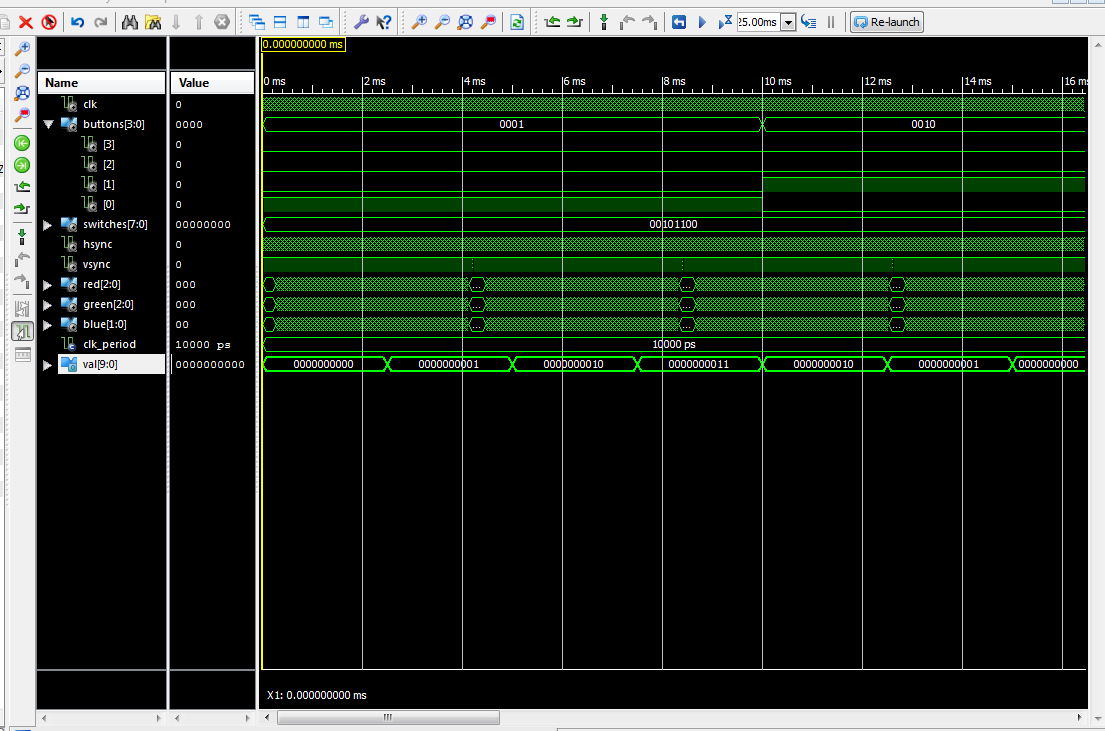 25.00ms Re-launch
0.000000000 ms
Name Value
0 ms 2 ms 4 ms 6 ms 8 ms 10 ms 12 ms 14 ms 16 ms
clk 0
buttons[3:0] 0000 0001 0010
[3] 0
[2] 0
[1] 0
[0] 0
switches[7:0] 00000000 00101100
hsync 0
vsync 0
red[2:0] 000 ... ... ...
green[2:0] 000 ... ... ...
blue[1:0] 00 ... ... ...
clk_period 10000 ps 10000 ps
val[9:0] 0000000000 0000000000 0000000001 0000000010 0000000011 0000000010 0000000001 0000000000
X1: 0.000000000 ms